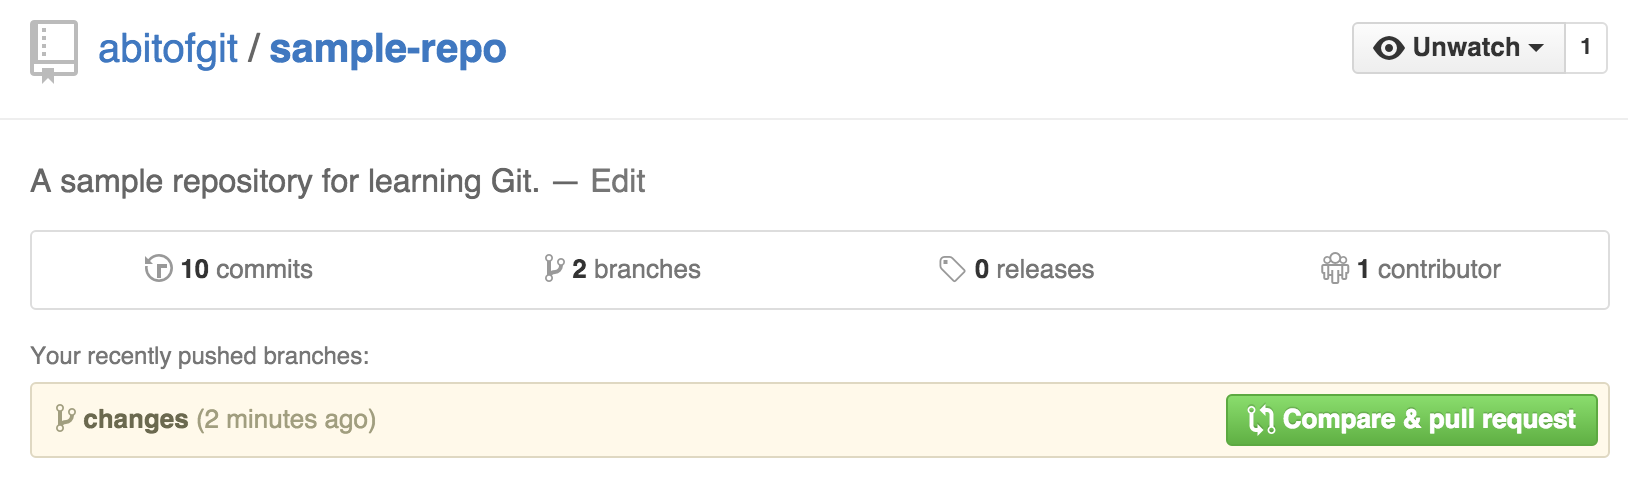 abitofgit / sample-repo
Unwatch 1
A sample repository for learning Git. — Edit
10 commits 2 branches 0 releases 1 contributor
Your recently pushed branches:
changes (2 minutes ago) Compare & pull request